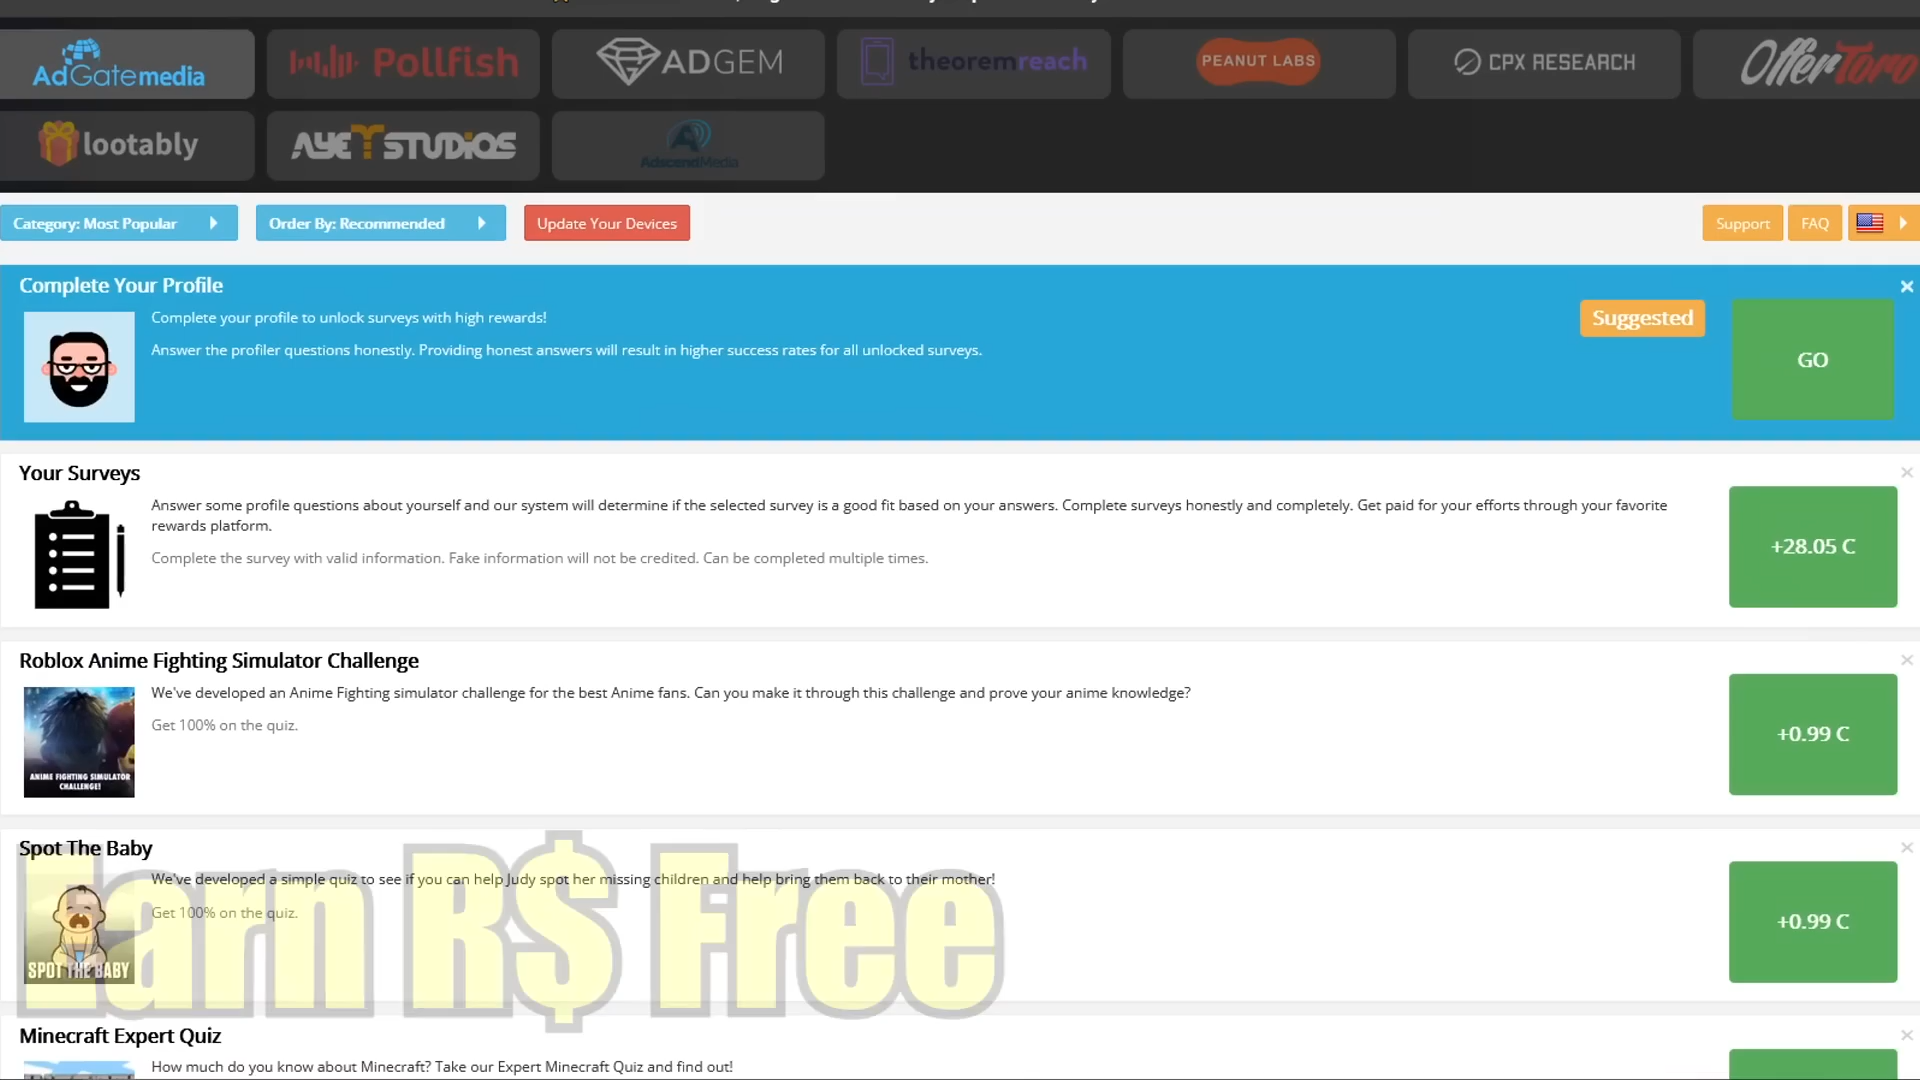 AdGatemedia
Pollfish
ADGEM
theoremreach
PEANUT LABS
CPX RESEARCH
OfferToro
lootably
AYET STUDIOS
AdscendMedia
Category: Most Popular
Order By: Recommended
Update Your Devices
Support
FAQ
Complete Your Profile
Complete your profile to unlock surveys with high rewards!
Answer the profiler questions honestly. Providing honest answers will result in higher success rates for all unlocked surveys.
Suggested
GO
Your Surveys
Answer some profile questions about yourself and our system will determine if the selected survey is a good fit based on your answers. Complete surveys honestly and completely. Get paid for your efforts through your favorite
rewards platform.
Complete the survey with valid information. Fake information will not be credited. Can be completed multiple times.
+28.05 C
Roblox Anime Fighting Simulator Challenge
We've developed an Anime Fighting simulator challenge for the best Anime fans. Can you make it through this challenge and prove your anime knowledge?
Get 100% on the quiz.
ANIME FIGHTING SIMULATOR
CHALLENGE!
+0.99 C
Spot The Baby
We've developed a simple quiz to see if you can help Judy spot her missing children and help bring them back to their mother!
Get 100% on the quiz.
SPOT THE BABY
+0.99 C
Earn R$ Free
Minecraft Expert Quiz
How much do you know about Minecraft? Take our Expert Minecraft Quiz and find out!